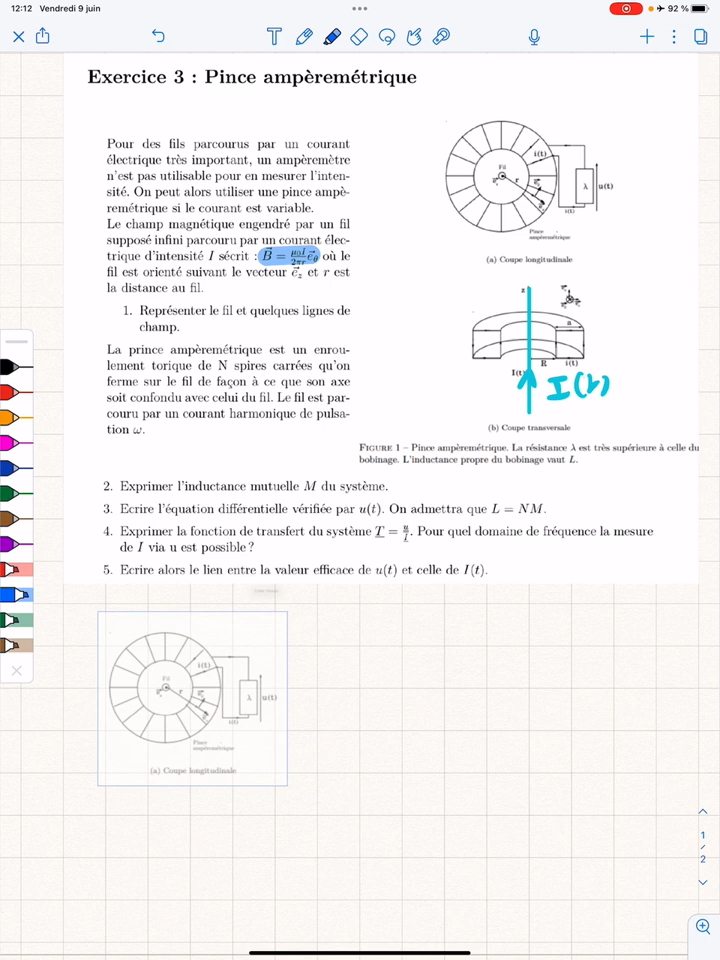 12:12 Vendredi 9 juin
92 %
Exercice 3 : Pince ampèremétrique
Pour des fils parcourus par un courant
électrique très important, un ampèremètre
n'est pas utilisable pour en mesurer l'inten-
sité. On peut alors utiliser une pince ampè-
remétrique si le courant est variable.
Le champ magnétique engendré par un fil
supposé infini parcouru par un courant élec-
trique d'intensité I sécrit : B⃗ = μ₀I/2πr e⃗θ où le
fil est orienté suivant le vecteur e⃗z et r est
la distance au fil.
1. Représenter le fil et quelques lignes de
champ.
La prince ampèremétrique est un enrou-
lement torique de N spires carrées qu'on
ferme sur le fil de façon à ce que son axe
soit confondu avec celui du fil. Le fil est par-
couru par un courant harmonique de pulsa-
tion ω.
i(t)
Fil
r
λ
u(t)
i(t)
Pince
ampèremétrique
(a) Coupe longitudinale
z
a
R
i(t)
I(t)
I(t)
(b) Coupe transversale
FIGURE 1 – Pince ampèremétrique. La résistance λ est très supérieure à celle du
bobinage. L'inductance propre du bobinage vaut L.
2. Exprimer l'inductance mutuelle M du système.
3. Ecrire l'équation différentielle vérifiée par u(t). On admettra que L = NM.
4. Exprimer la fonction de transfert du système T = u/I. Pour quel domaine de fréquence la mesure
de I via u est possible ?
5. Ecrire alors le lien entre la valeur efficace de u(t) et celle de I(t).
i(t)
Fil
r
λ
u(t)
i(t)
Pince
ampèremétrique
(a) Coupe longitudinale
1
/
2